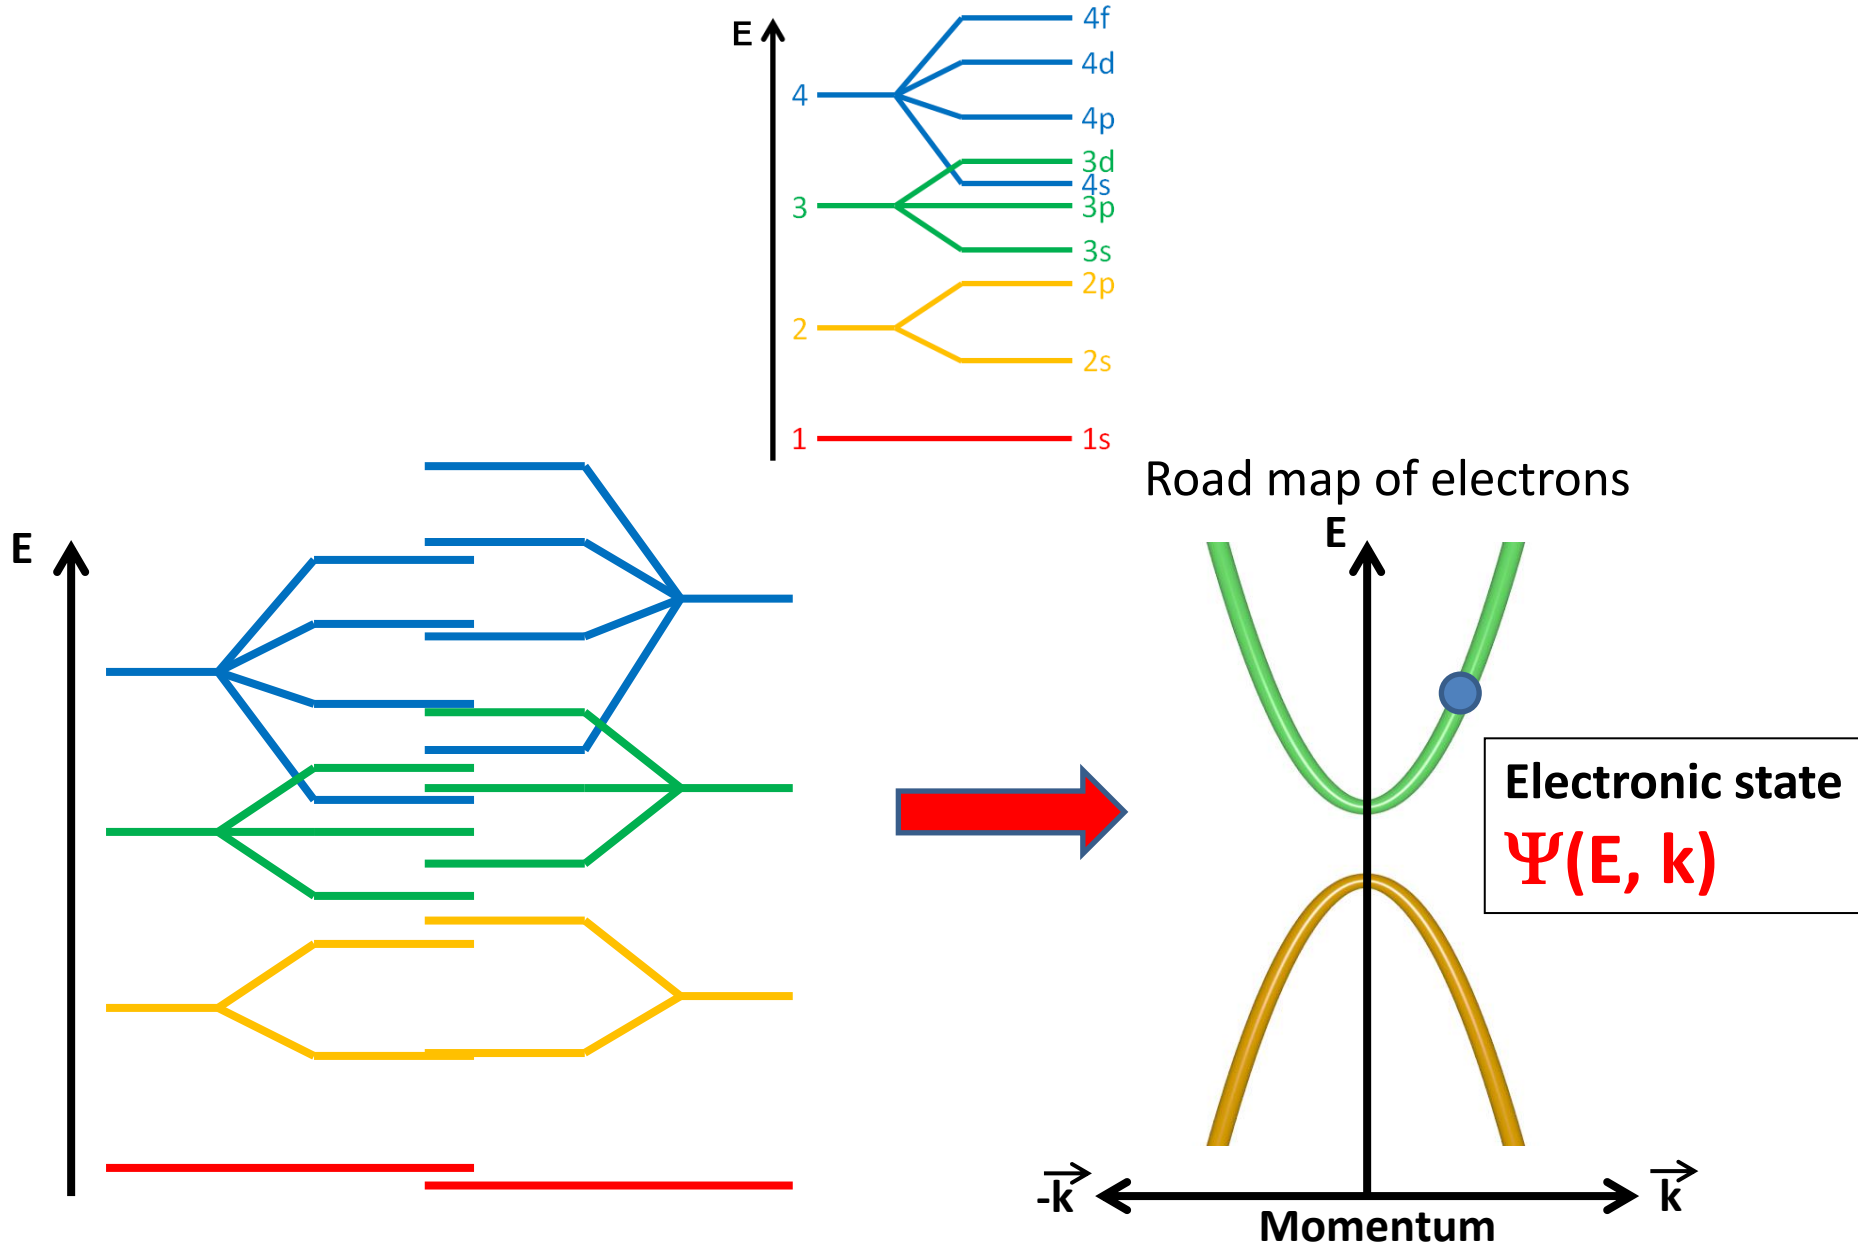 E
4f
4d
4
4p
3d
4s
3
3p
3s
2p
2
2s
1
1s
Road map of electrons
E
E
Electronic state
Ψ(E, k)
-k⃗
k⃗
Momentum